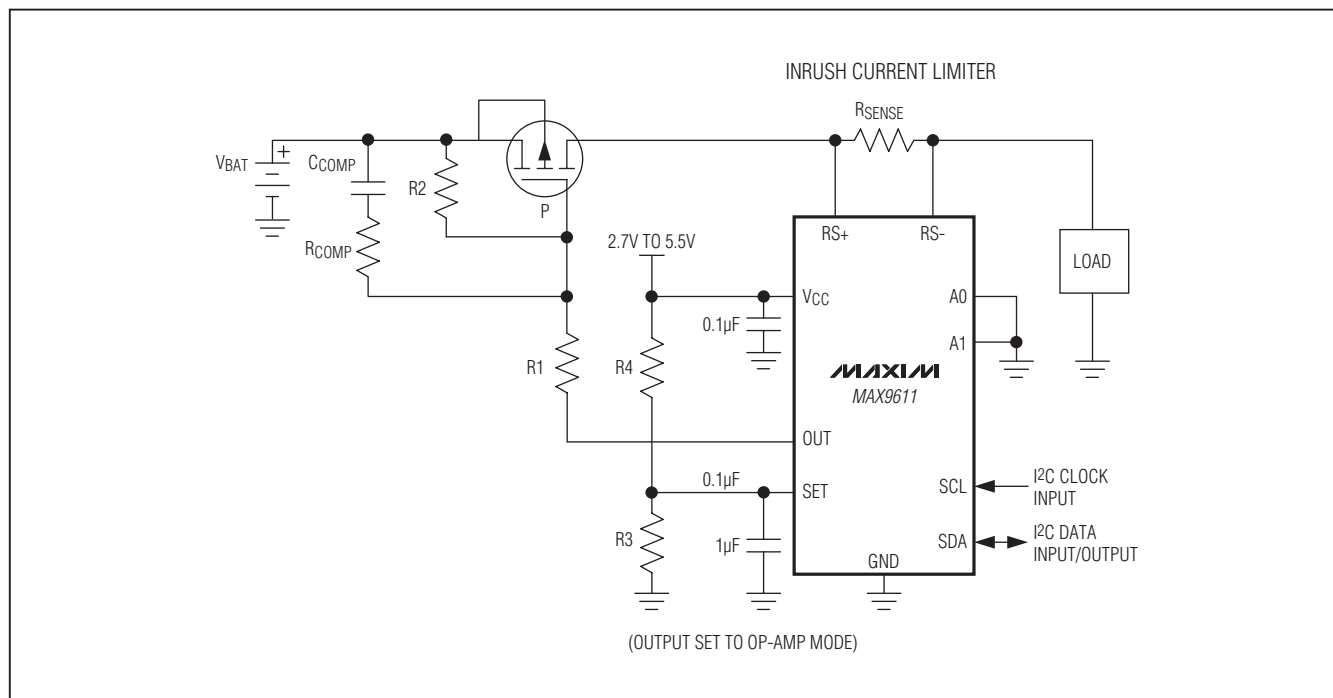 INRUSH CURRENT LIMITER
RSENSE
VBAT
+
CCOMP
R2
P
RCOMP
2.7V TO 5.5V
RS+
RS-
LOAD
VCC
A0
0.1µF
A1
R1
R4
MAXIM
MAX9611
OUT
0.1µF
SET
SCL
I²C CLOCK
INPUT
R3
1µF
SDA
I²C DATA
INPUT/OUTPUT
GND
(OUTPUT SET TO OP-AMP MODE)